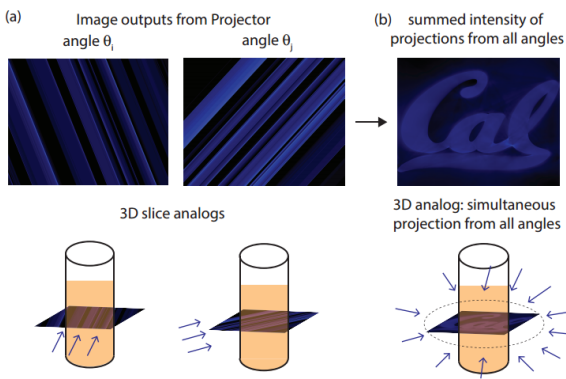 (a)
Image outputs from Projector
angle θi
angle θj
(b)
summed intensity of
projections from all angles
Cal
3D slice analogs
3D analog: simultaneous
projection from all angles